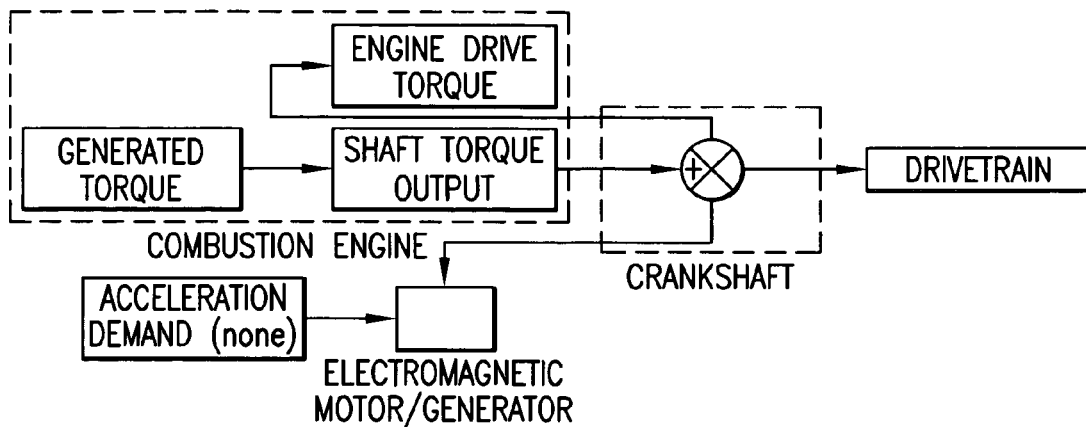 ENGINE DRIVE
TORQUE
GENERATED
TORQUE
SHAFT TORQUE
OUTPUT
+
DRIVETRAIN
COMBUSTION ENGINE
CRANKSHAFT
ACCELERATION
DEMAND (none)
ELECTROMAGNETIC
MOTOR/GENERATOR